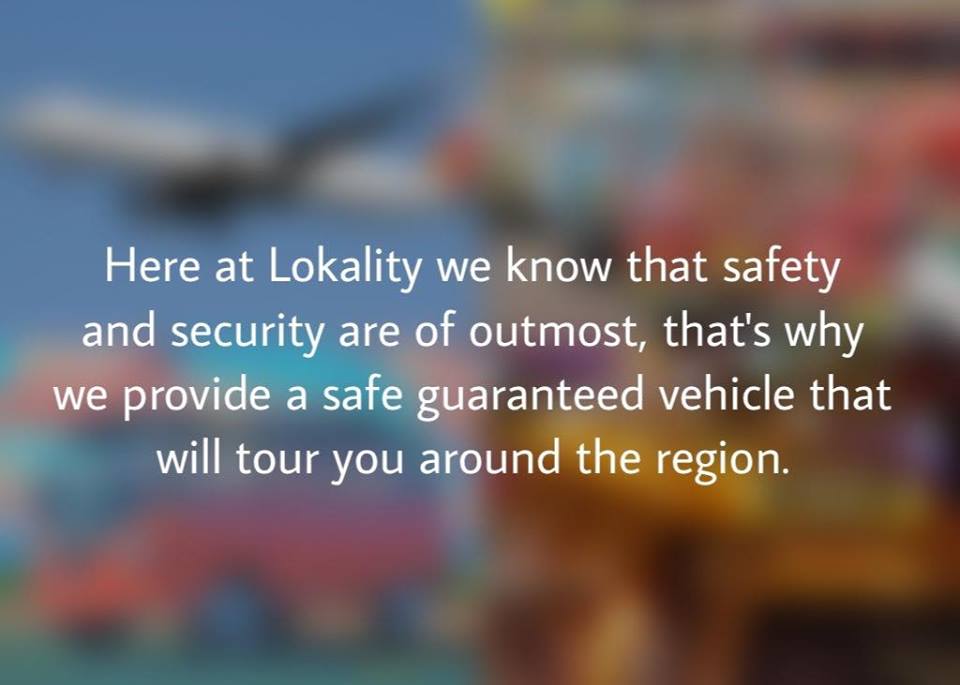 Here at Lokality we know that safety
and security are of outmost, that's why
we provide a safe guaranteed vehicle that
will tour you around the region.